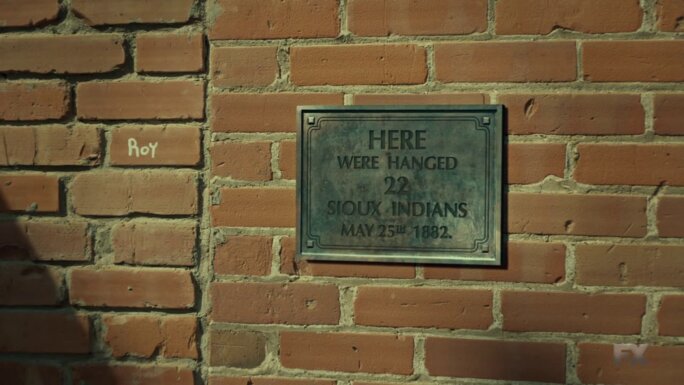 Roy
HERE
WERE HANGED
22
SIOUX INDIANS
MAY 25TH 1882.
FX